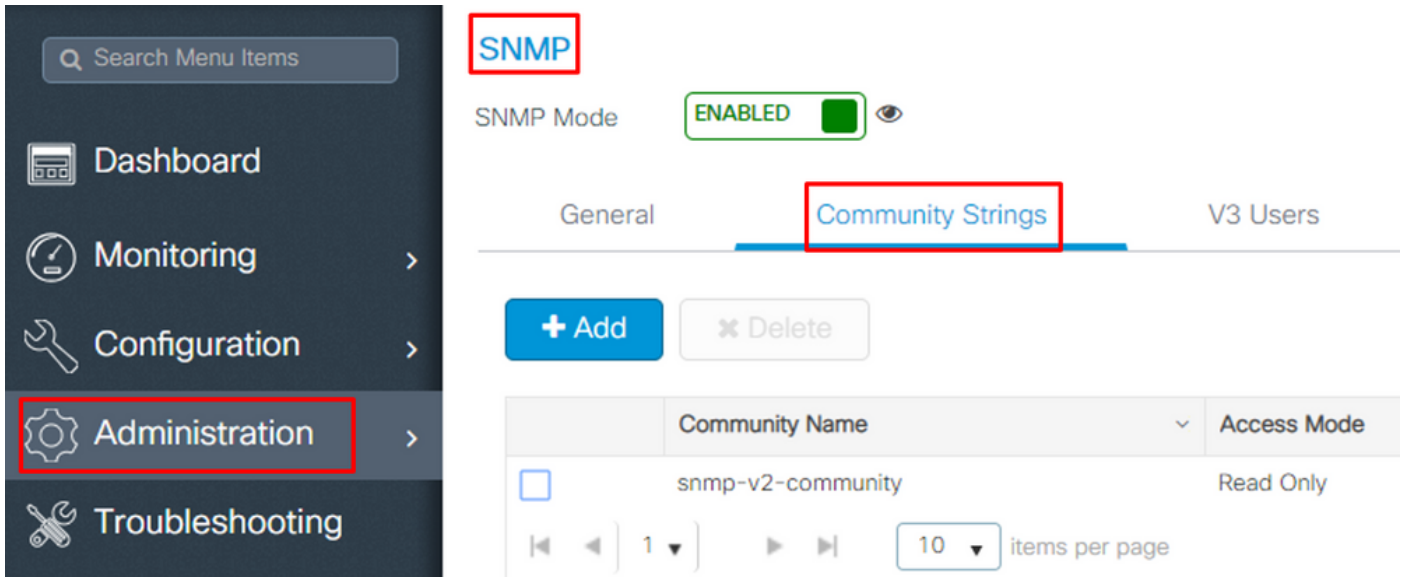 Search Menu Items
Dashboard
Monitoring
Configuration
Administration
Troubleshooting
SNMP
SNMP Mode
ENABLED
General
Community Strings
V3 Users
Add
Delete
Community Name
Access Mode
snmp-v2-community
Read Only
1
10
items per page